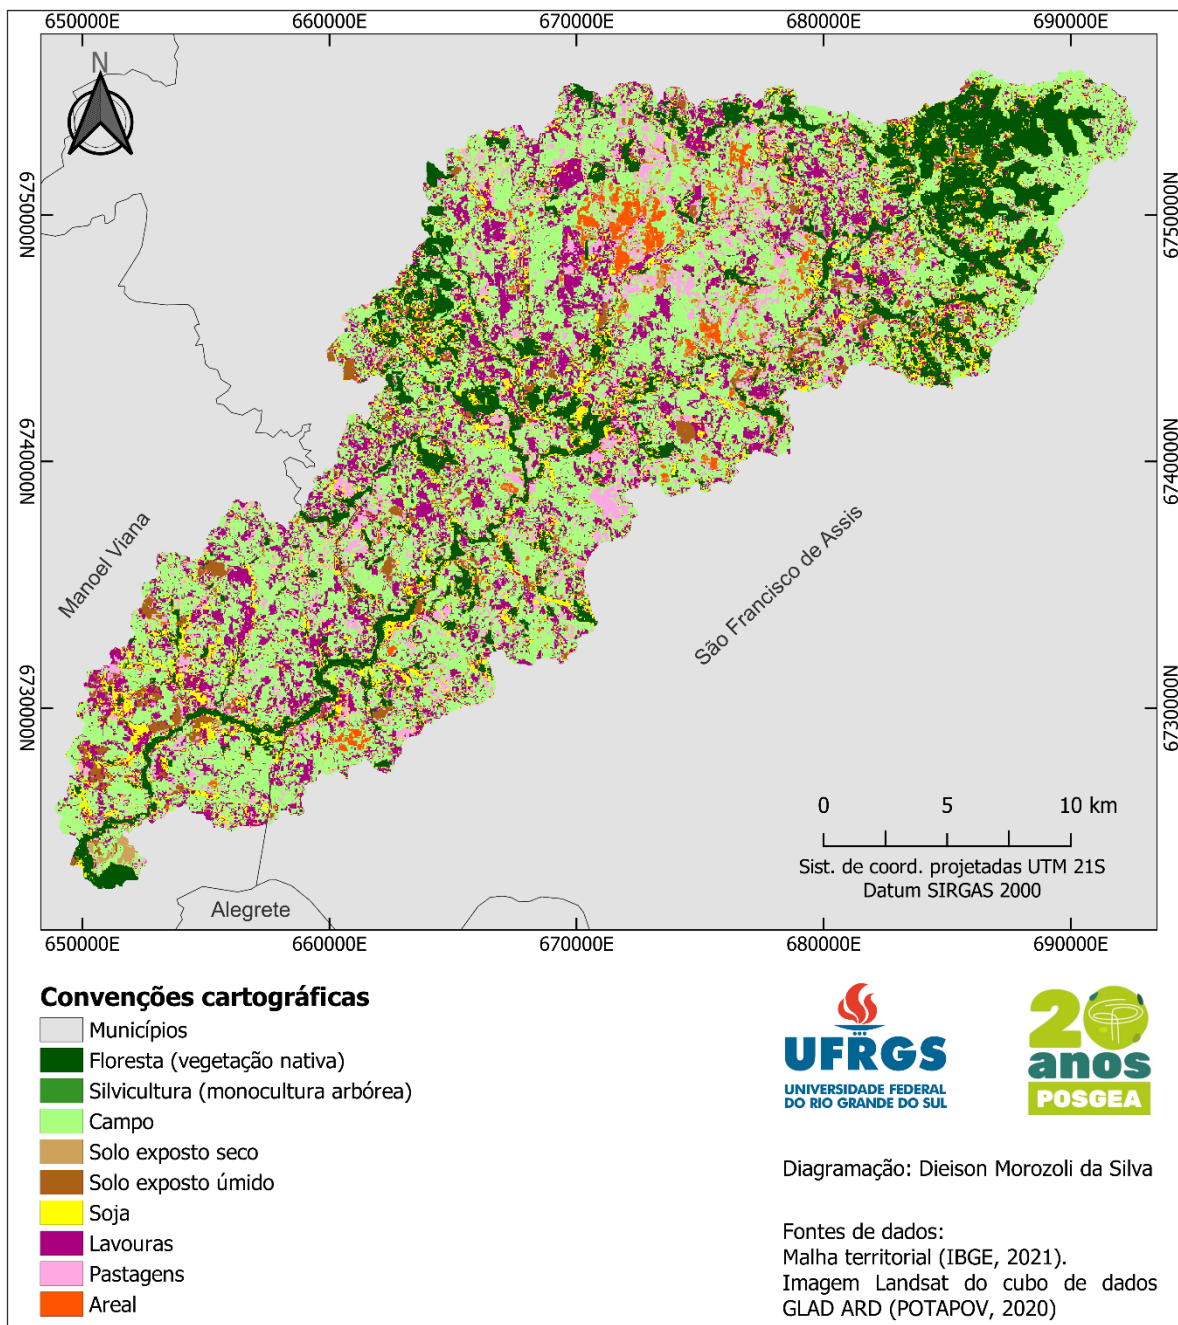 650000E 660000E 670000E 680000E 690000E
N
6750000N 6750000N
6740000N 6740000N
Manoel Viana
São Francisco de Assis
6730000N 6730000N
0 5 10 km
Sist. de coord. projetadas UTM 21S
Datum SIRGAS 2000
Alegrete
650000E 660000E 670000E 680000E 690000E
Convenções cartográficas
Municípios
Floresta (vegetação nativa)
Silvicultura (monocultura arbórea)
Campo
Solo exposto seco
Solo exposto úmido
Soja
Lavouras
Pastagens
Areal
UFRGS
UNIVERSIDADE FEDERAL
DO RIO GRANDE DO SUL
20
anos
POSGEA
Diagramação: Dieison Morozoli da Silva
Fontes de dados:
Malha territorial (IBGE, 2021).
Imagem Landsat do cubo de dados
GLAD ARD (POTAPOV, 2020)